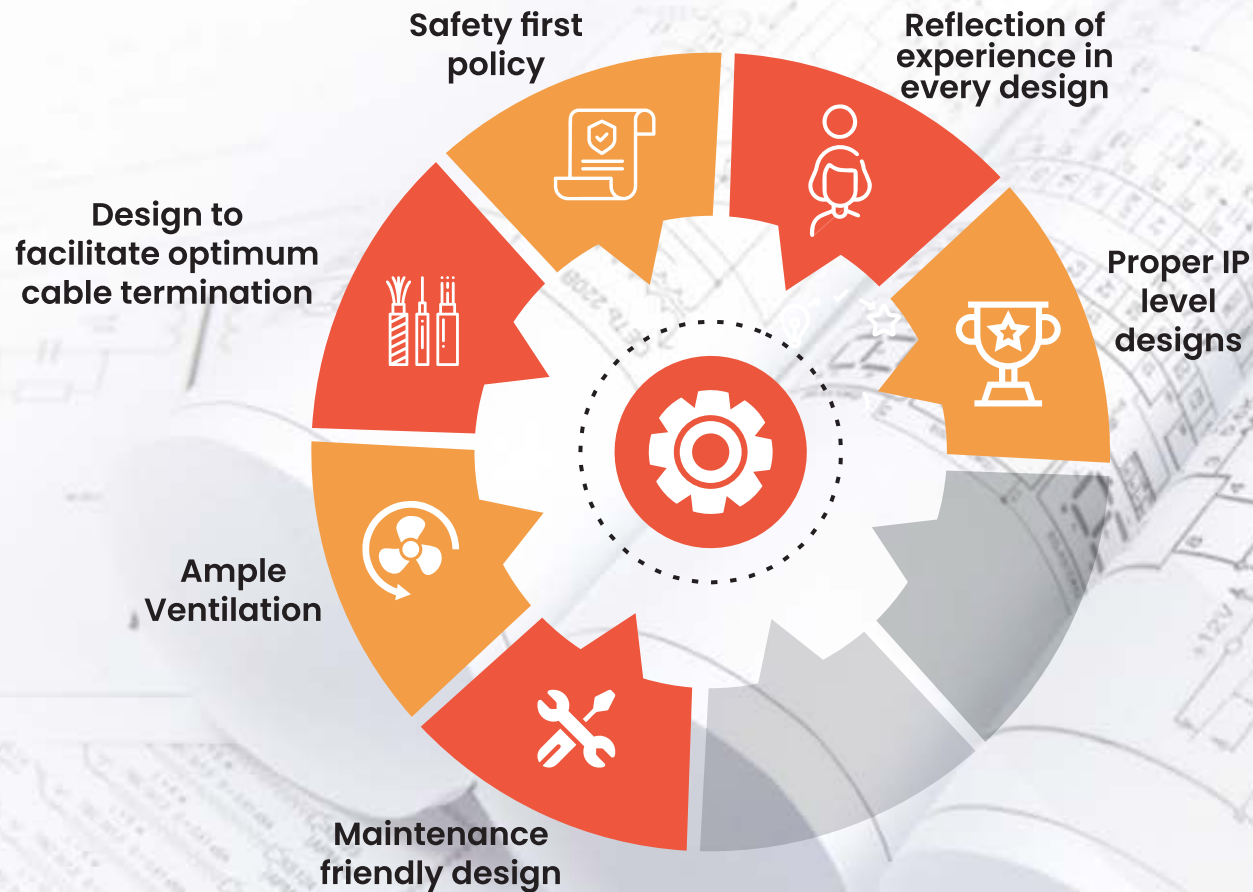 Safety first
policy
Reflection of
experience in
every design
Design to
facilitate optimum
cable termination
Proper IP
level
designs
Ample
Ventilation
Maintenance
friendly design
+12V